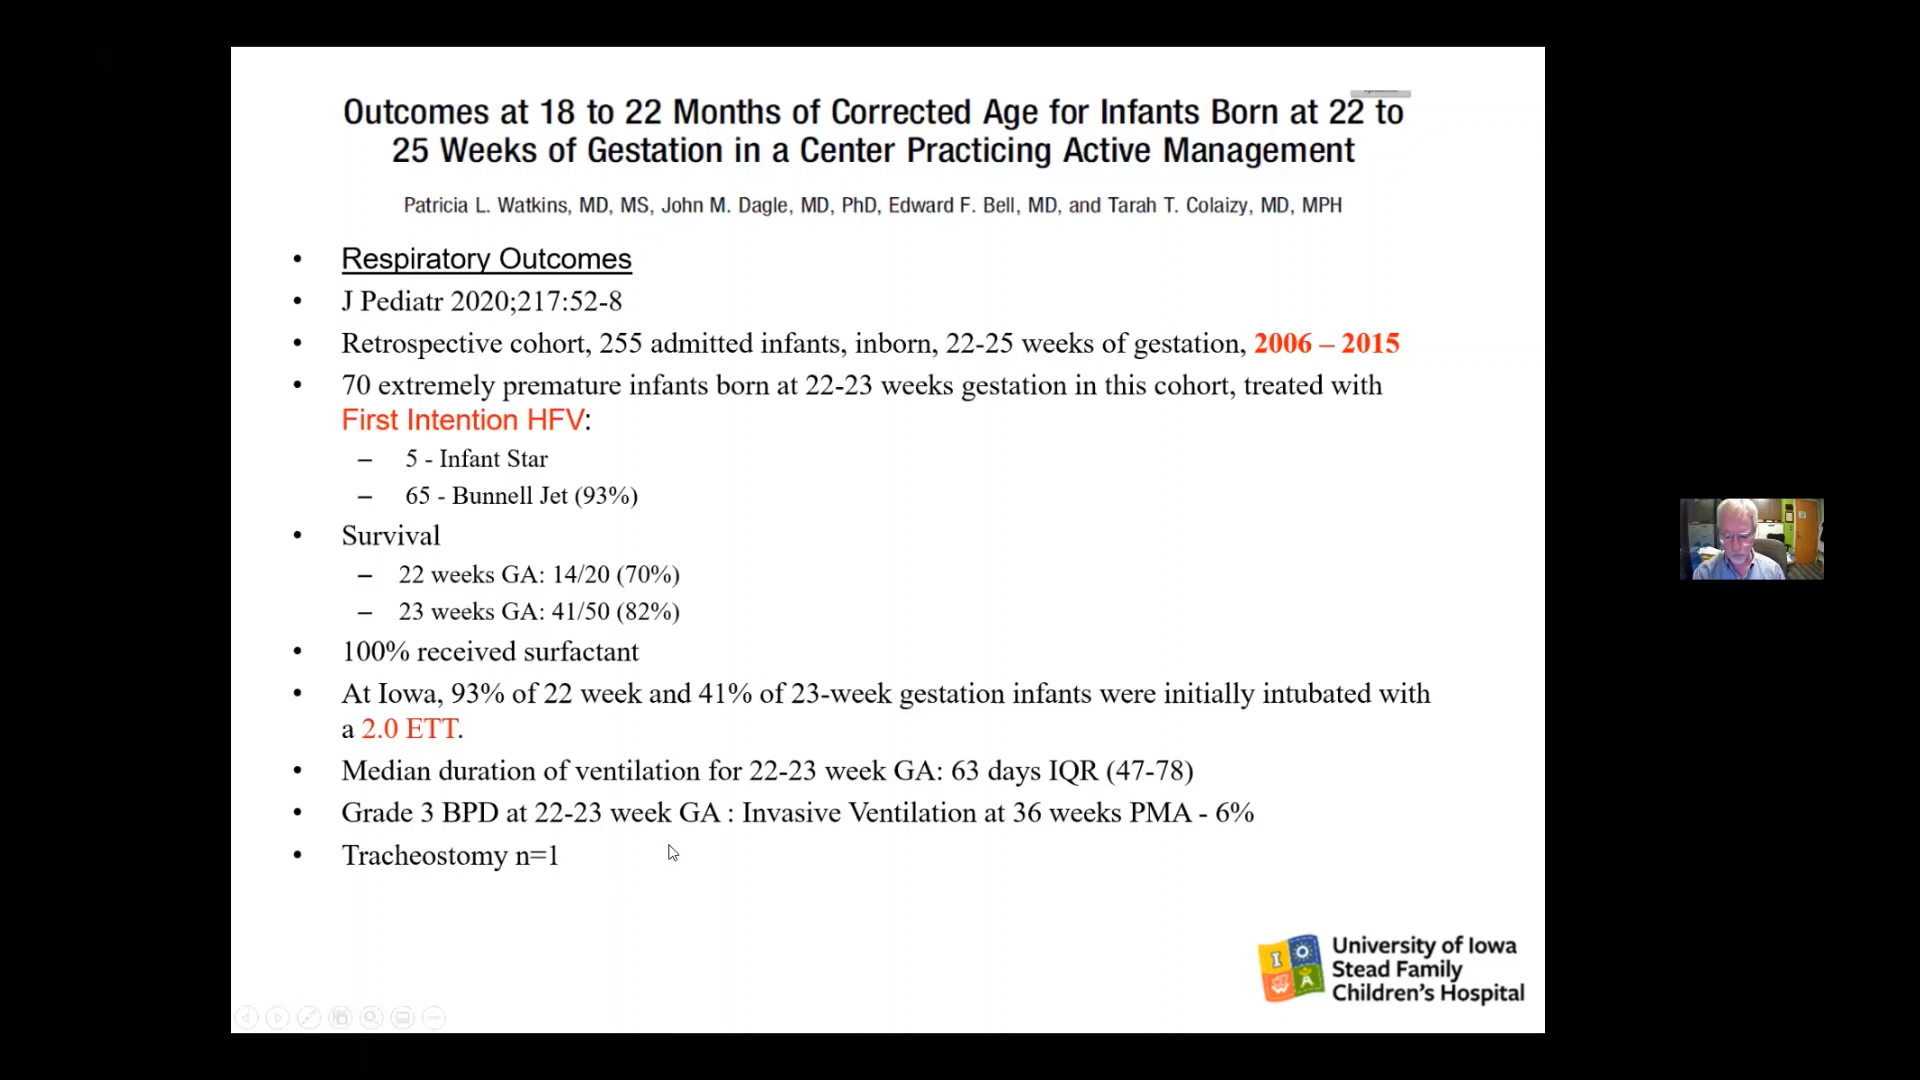 Outcomes at 18 to 22 Months of Corrected Age for Infants Born at 22 to
25 Weeks of Gestation in a Center Practicing Active Management
Patricia L. Watkins, MD, MS, John M. Dagle, MD, PhD, Edward F. Bell, MD, and Tarah T. Colaizy, MD, MPH
• Respiratory Outcomes
• J Pediatr 2020;217:52-8
• Retrospective cohort, 255 admitted infants, inborn, 22-25 weeks of gestation, 2006 – 2015
• 70 extremely premature infants born at 22-23 weeks gestation in this cohort, treated with
First Intention HFV:
– 5 - Infant Star
– 65 - Bunnell Jet (93%)
• Survival
– 22 weeks GA: 14/20 (70%)
– 23 weeks GA: 41/50 (82%)
• 100% received surfactant
• At Iowa, 93% of 22 week and 41% of 23-week gestation infants were initially intubated with
a 2.0 ETT.
• Median duration of ventilation for 22-23 week GA: 63 days IQR (47-78)
• Grade 3 BPD at 22-23 week GA : Invasive Ventilation at 36 weeks PMA - 6%
• Tracheostomy n=1
I O W A
University of Iowa
Stead Family
Children's Hospital